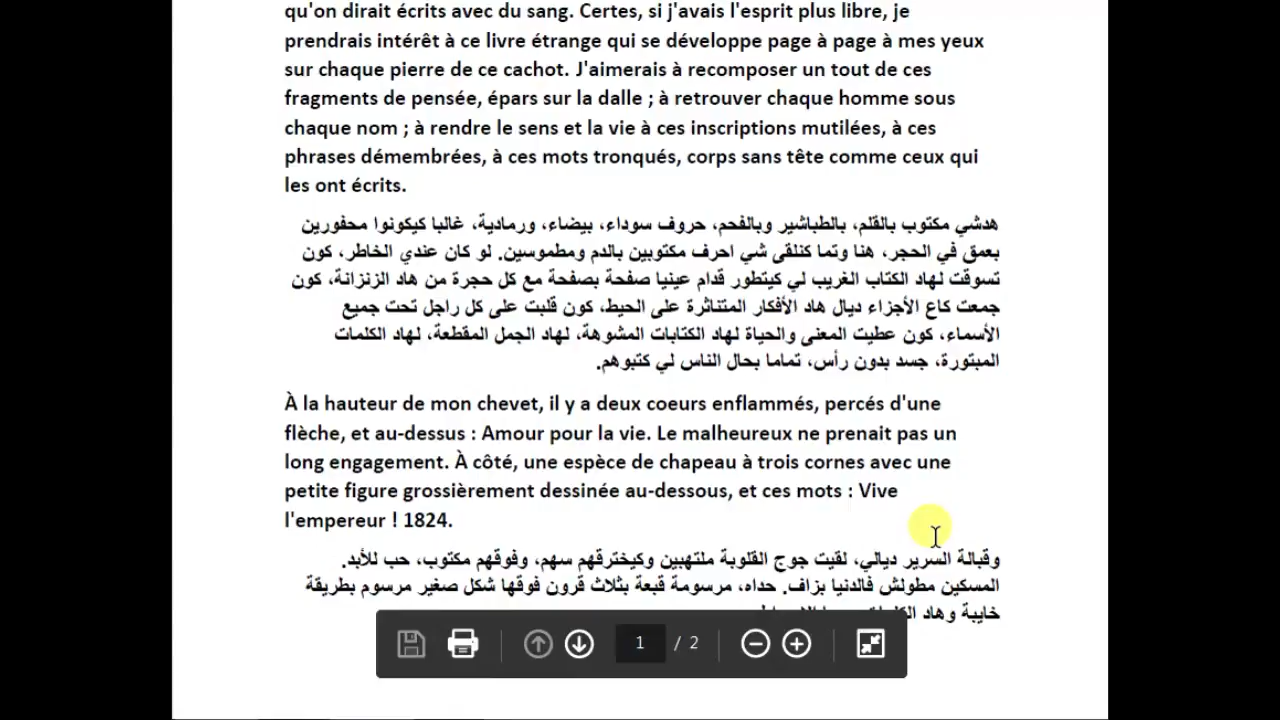 qu'on dirait écrits avec du sang. Certes, si j'avais l'esprit plus libre, je
prendrais intérêt à ce livre étrange qui se développe page à page à mes yeux
sur chaque pierre de ce cachot. J'aimerais à recomposer un tout de ces
fragments de pensée, épars sur la dalle ; à retrouver chaque homme sous
chaque nom ; à rendre le sens et la vie à ces inscriptions mutilées, à ces
phrases démembrées, à ces mots tronqués, corps sans tête comme ceux qui
les ont écrits.
هدشي مكتوب بالقلم، بالطباشير وبالفحم، حروف سوداء، بيضاء، ورمادية، غالبا كيكونوا محفورين
بعمق في الحجر، هنا وتما كنلقى شي احرف مكتوبين بالدم ومطموسين. لو كان عندي الخاطر، كون
تسوقت لهاد الكتاب الغريب لي كيتطور قدام عينيا صفحة بصفحة مع كل حجرة من هاد الزنزانة، كون
جمعت كاع الأجزاء ديال هاد الأفكار المتناثرة على الحيط، كون قلبت على كل راجل تحت جميع
الأسماء، كون عطيت المعنى والحياة لهاد الكتابات المشوهة، لهاد الجمل المقطعة، لهاد الكلمات
المبتورة، جسد بدون رأس، تماما بحال الناس لي كتبوهم.
À la hauteur de mon chevet, il y a deux coeurs enflammés, percés d'une
flèche, et au-dessus : Amour pour la vie. Le malheureux ne prenait pas un
long engagement. À côté, une espèce de chapeau à trois cornes avec une
petite figure grossièrement dessinée au-dessous, et ces mots : Vive
l'empereur ! 1824.
وقبالة السرير ديالي، لقيت جوج القلوبة ملتهبين وكيخترقهم سهم، وفوقهم مكتوب، حب للأبد.
المسكين مطولش فالدنيا بزاف. حداه، مرسومة قبعة بثلاث قرون فوقها شكل صغير مرسوم بطريقة
خايبة وهاد
1 / 2